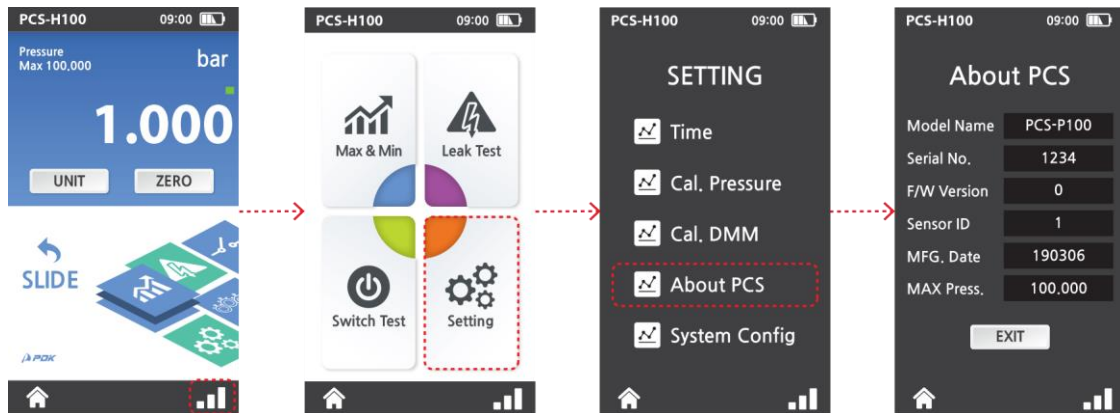 PCS-H100 09:00
Pressure
Max 100,000
bar
1.000
UNIT ZERO
SLIDE
PDK
PCS-H100 09:00
Max & Min Leak Test
Switch Test Setting
PCS-H100 09:00
SETTING
Time
Cal. Pressure
Cal. DMM
About PCS
System Config
PCS-H100 09:00
About PCS
Model Name PCS-P100
Serial No. 1234
F/W Version 0
Sensor ID 1
MFG. Date 190306
MAX Press. 100,000
EXIT